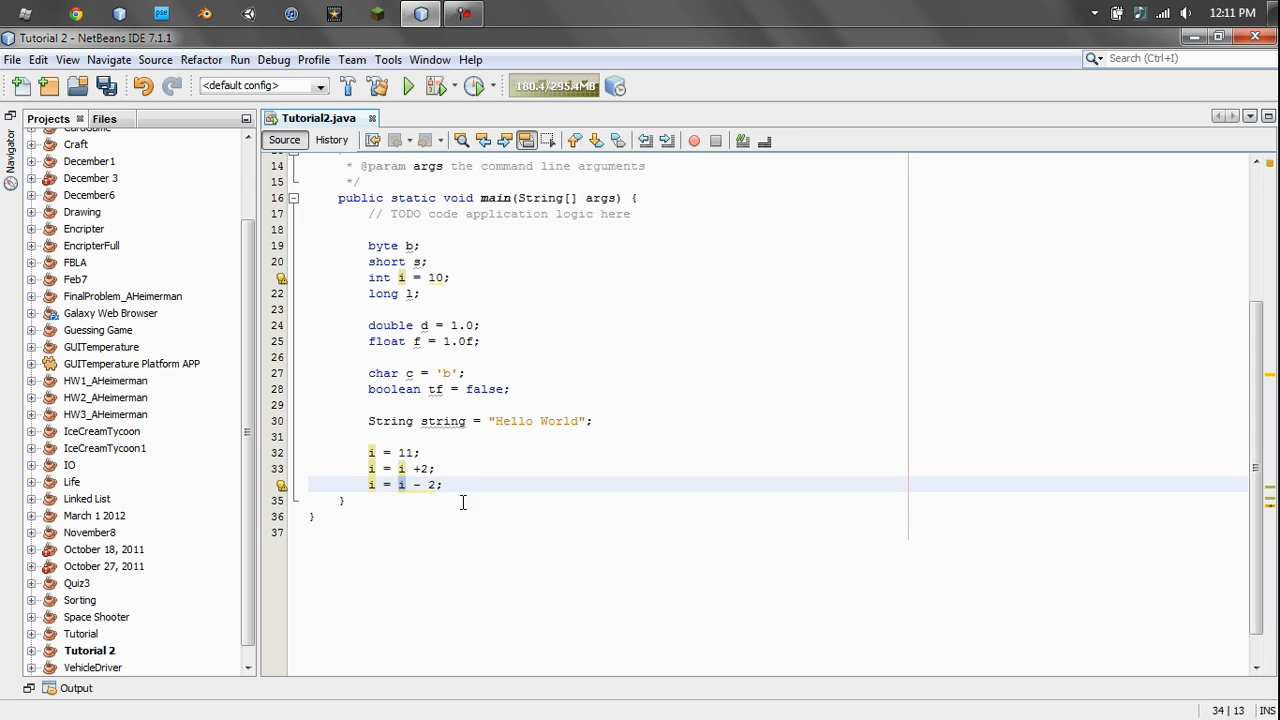 12:11 PM
Tutorial 2 - NetBeans IDE 7.1.1
File Edit View Navigate Source Refactor Run Debug Profile Team Tools Window Help
Search (Ctrl+I)
<default config>
180.4/295.4MB
Projects Files
Tutorial2.java
Source History
Navigator
CardGame
Craft
December1
December 3
December6
Drawing
Encripter
EncripterFull
FBLA
Feb7
FinalProblem_AHeimerman
Galaxy Web Browser
Guessing Game
GUITemperature
GUITemperature Platform APP
HW1_AHeimerman
HW2_AHeimerman
HW3_AHeimerman
IceCreamTycoon
IceCreamTycoon1
IO
Life
Linked List
March 1 2012
November8
October 18, 2011
October 27, 2011
Quiz3
Sorting
Space Shooter
Tutorial
Tutorial 2
VehicleDriver
14 * @param args the command line arguments
15 */
16 public static void main(String[] args) {
17 // TODO code application logic here
18
19 byte b;
20 short s;
int i = 10;
22 long l;
23
24 double d = 1.0;
25 float f = 1.0f;
26
27 char c = 'b';
28 boolean tf = false;
29
30 String string = "Hello World";
31
32 i = 11;
33 i = i +2;
i = i - 2;
35 }
36 }
37
Output
34 | 13 INS